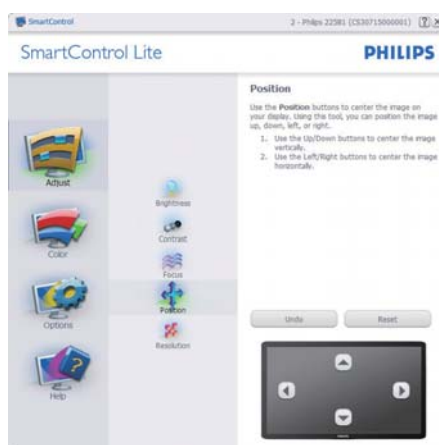 SmartControl
2 - Philips 225B1 (CS30715000001)
SmartControl Lite
PHILIPS
Adjust
Color
Options
Help
Brightness
Contrast
Focus
Position
Resolution
Position
Use the Position buttons to center the image on
your display. Using the tool, you can position the image
up, down, left, or right.
1. Use the Up/Down buttons to center the image
vertically.
2. Use the Left/Right buttons to center the image
horizontally.
Undo
Reset